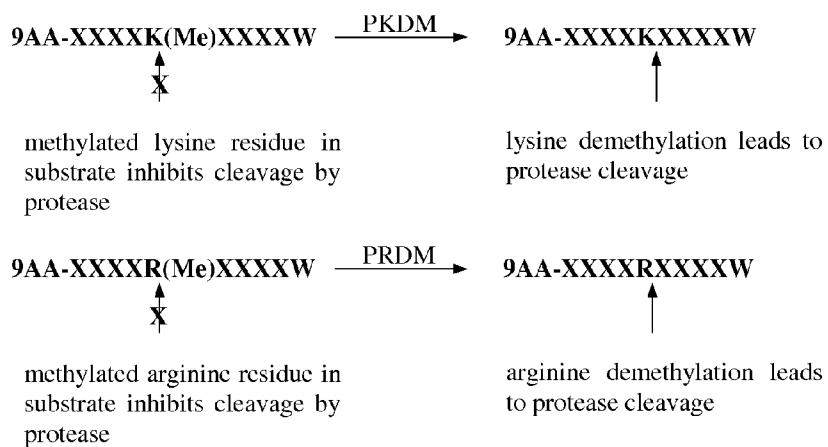 9AA-XXXXK(Me)XXXXW PKDM 9AA-XXXXKXXXXW
X
methylated lysine residue in
substrate inhibits cleavage by
protease
lysine demethylation leads to
protease cleavage
9AA-XXXXR(Me)XXXXW PRDM 9AA-XXXXRXXXXW
X
methylated arginine residue in
substrate inhibits cleavage by
protease
arginine demethylation leads
to protease cleavage